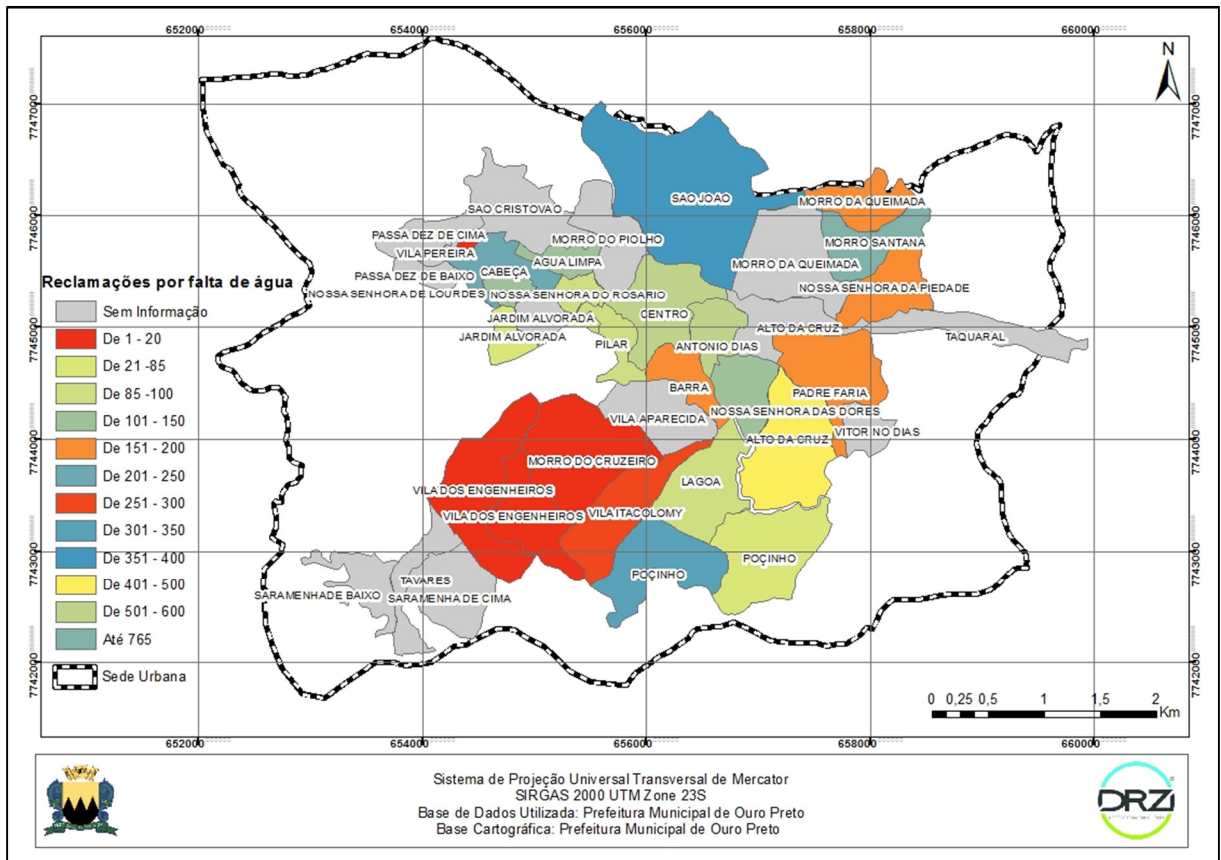 652000 654000 656000 658000 660000
N
7747000 7747000
SAO JOAO
MORRO DA QUEIMADA
SAO CRISTOVAO
7746000 7746000
PASSA DEZ DE CIMA
MORRO DO PIOLHO
MORRO SANTANA
VILA PEREIRA
AGUA LIMPA
MORRO DA QUEIMADA
PASSA DEZ DE BAIXO
CABEÇA
NOSSA SENHORA DA PIEDADE
NOSSA SENHORA DE LOURDES
NOSSA SENHORA DO ROSARIO
CENTRO
JARDIM ALVORADA
ALTO DA CRUZ
7745000 7745000
JARDIM ALVORADA
PILAR
ANTONIO DIAS
TAQUARAL
BARRA
PADRE FARIA
NOSSA SENHORA DAS DORES
VILA APARECIDA
ALTO DA CRUZ
VITORINO DIAS
7744000 7744000
MORRO DO CRUZEIRO
LAGOA
VILA DOS ENGENHEIROS
VILA DOS ENGENHEIROS
VILA ITACOLOMY
7743000 7743000
POÇINHO
POÇINHO
TAVARES
SARAMENHA DE BAIXO
SARAMENHA DE CIMA
7742000 7742000
Reclamações por falta de água
Sem Informação
De 1 - 20
De 21 -85
De 85 -100
De 101 - 150
De 151 - 200
De 201 - 250
De 251 - 300
De 301 - 350
De 351 - 400
De 401 - 500
De 501 - 600
Até 765
Sede Urbana
0 0,25 0,5 1 1,5 2
Km
652000 654000 656000 658000 660000
Sistema de Projeção Universal Transversal de Mercator
SIRGAS 2000 UTM Zone 23S
Base de Dados Utilizada: Prefeitura Municipal de Ouro Preto
Base Cartográfica: Prefeitura Municipal de Ouro Preto
DRZ